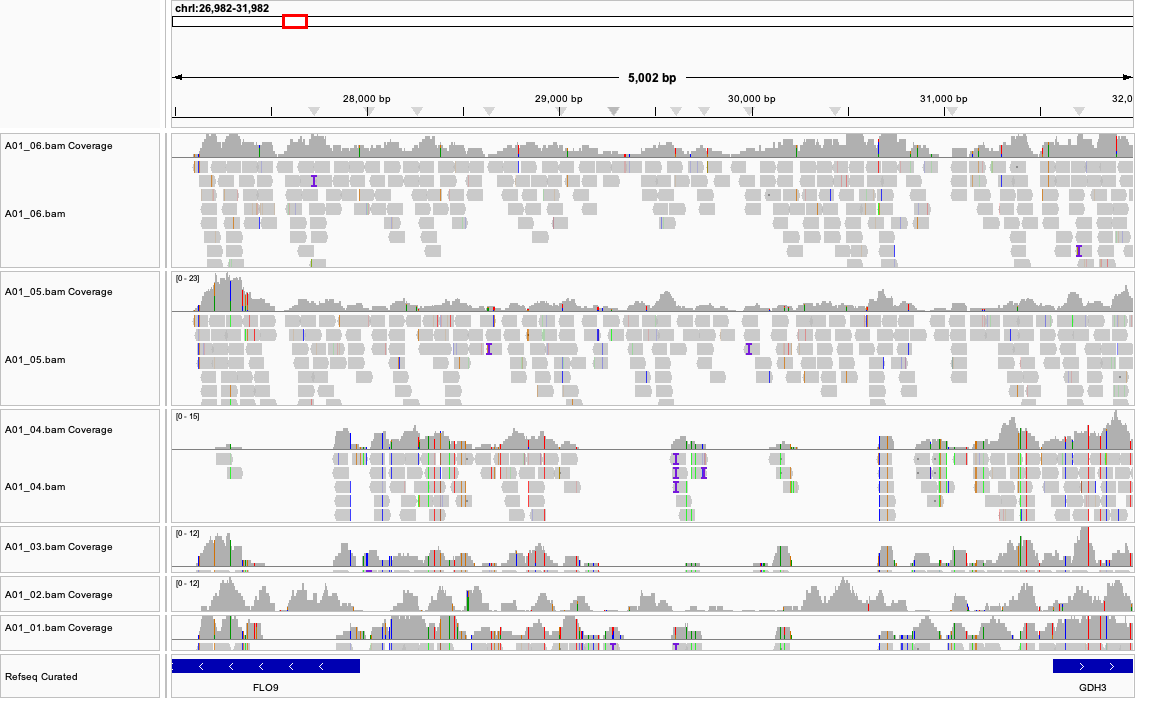 chrI:26,982-31,982
5,002 bp
28,000 bp 29,000 bp 30,000 bp 31,000 bp 32,0
A01_06.bam Coverage
A01_06.bam
[0 - 23]
A01_05.bam Coverage
A01_05.bam
[0 - 15]
A01_04.bam Coverage
A01_04.bam
[0 - 12]
A01_03.bam Coverage
[0 - 12]
A01_02.bam Coverage
A01_01.bam Coverage
Refseq Curated
FLO9 GDH3